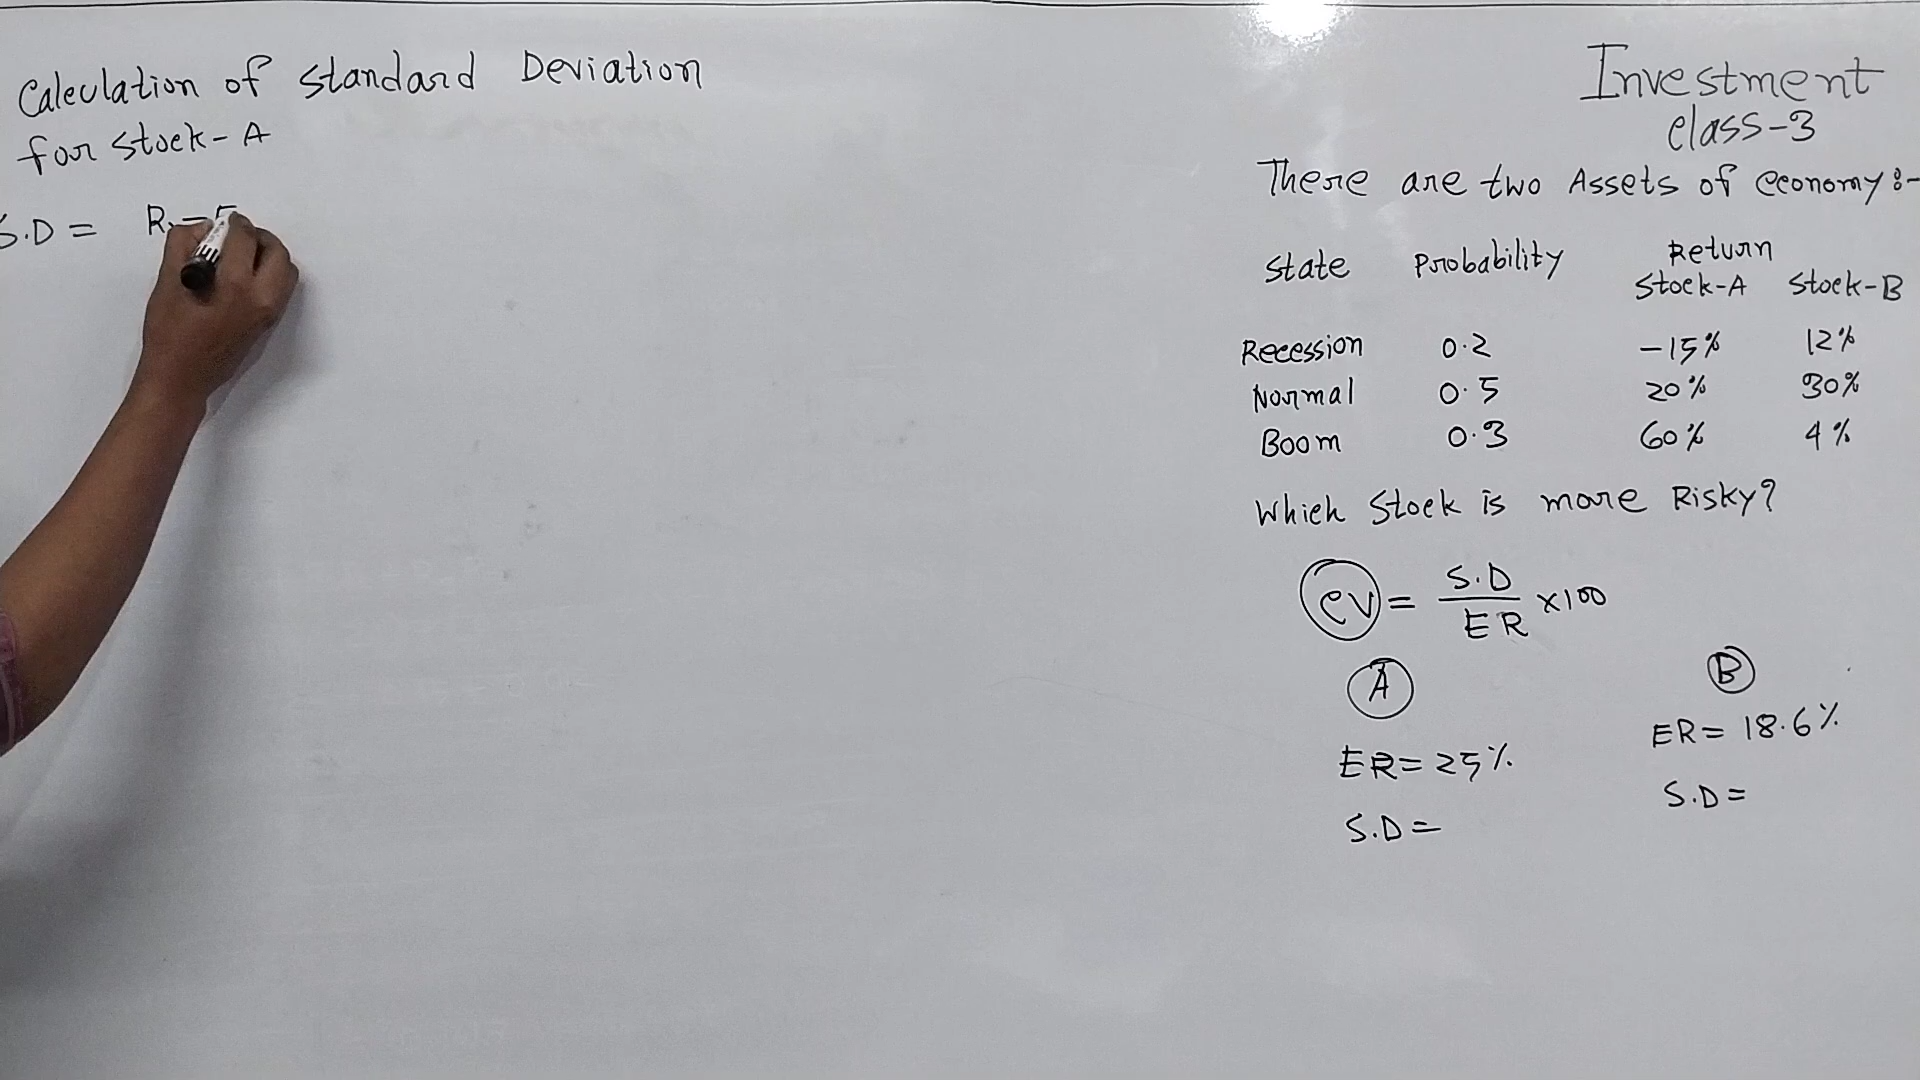 Calculation of Standard Deviation
for Stock-A
S.D = Ri - E
Investment
class-3
There are two Assets of economy:-
State Probability Return
Stock-A Stock-B
Recession 0.2 -15% 12%
Normal 0.5 20% 30%
Boom 0.3 60% 4%
Which Stock is more Risky?
CV = S.D / ER ×100
A
B
ER = 25%
ER = 18.6%
S.D =
S.D =